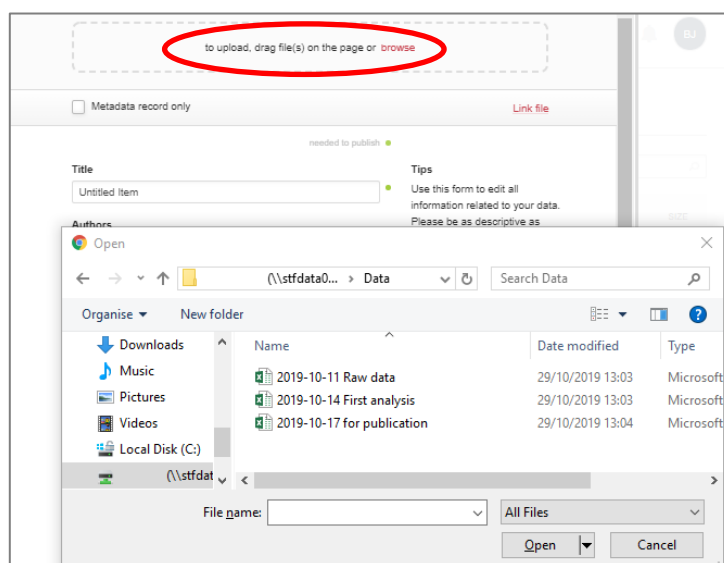 to upload, drag file(s) on the page or browse
BJ
Metadata record only
Link file
needed to publish
Title
Untitled Item
Authors
Tips
Use this form to edit all
information related to your data.
Please be as descriptive as
Open
(\\stfdata0... > Data
Search Data
Organise
New folder
Downloads
Music
Pictures
Videos
Local Disk (C:)
(\\stfdat
Name
Date modified
Type
2019-10-11 Raw data
29/10/2019 13:03
Microsoft
2019-10-14 First analysis
29/10/2019 13:03
Microsoft
2019-10-17 for publication
29/10/2019 13:04
Microsoft
File name:
All Files
Open
Cancel